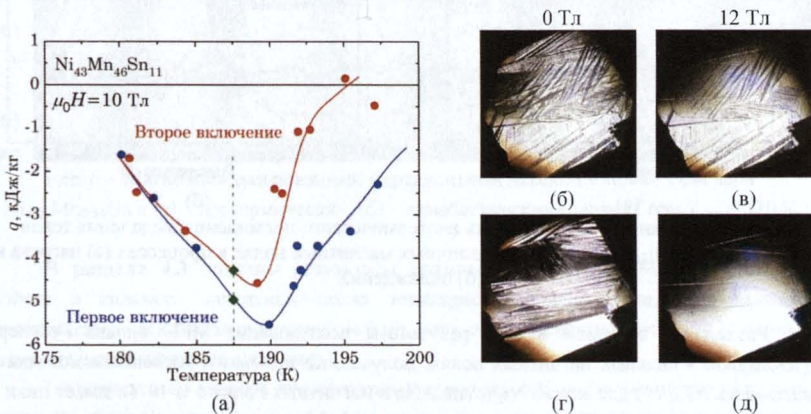 0 Тл
12 Тл
1
Ni₄₃Mn₄₆Sn₁₁
0
μ₀H=10 Тл
-1
Второе включение
-2
-3
-4
-5
Первое включение
-6
q, кДж/кг
175
180
185
190
195
200
Температура (К)
(а)
(б)
(в)
(г)
(д)